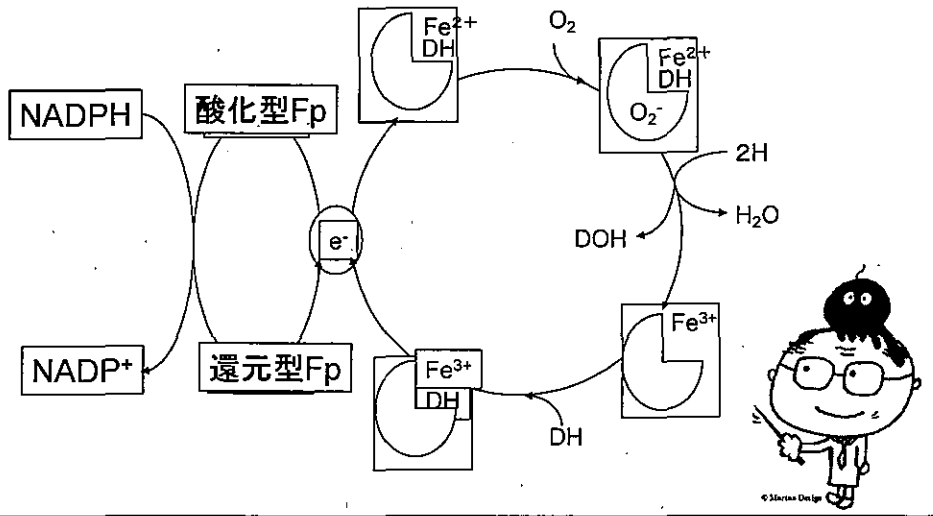 Fe²⁺
DH
O₂
Fe²⁺
DH
O₂⁻
NADPH
酸化型Fp
2H
H₂O
DOH
e⁻
Fe³⁺
NADP⁺
還元型Fp
Fe³⁺
DH
DH